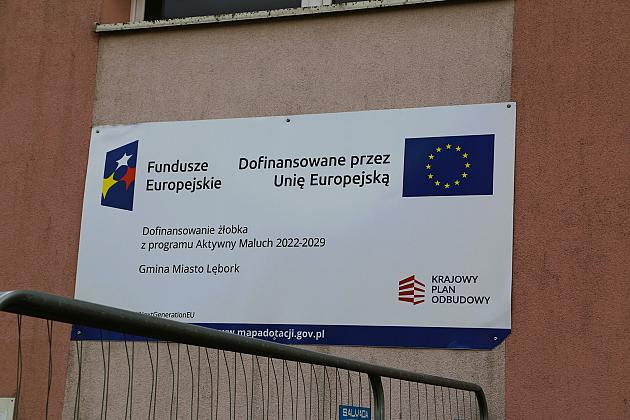 Fundusze
Europejskie
Dofinansowane przez
Unię Europejską
Dofinansowanie żłobka
z programu Aktywny Maluch 2022-2029
Gmina Miasto Lębork
KRAJOWY
PLAN
ODBUDOWY
NextGenerationEU
www.mapadotacji.gov.pl